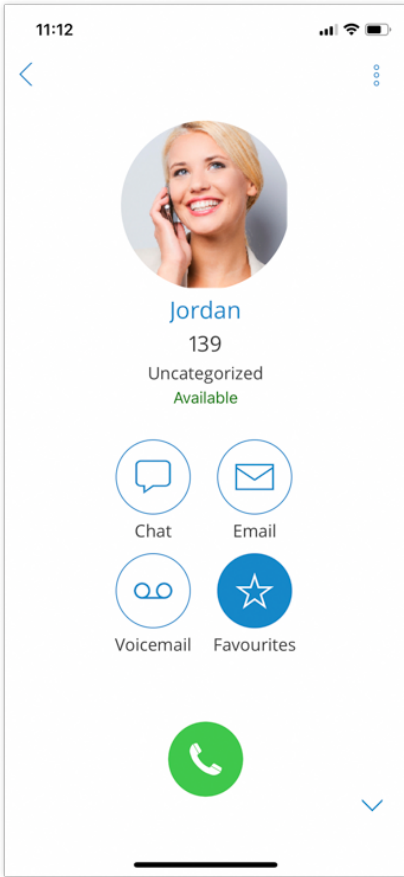 11:12
Jordan
139
Uncategorized
Available
Chat Email
Voicemail Favourites